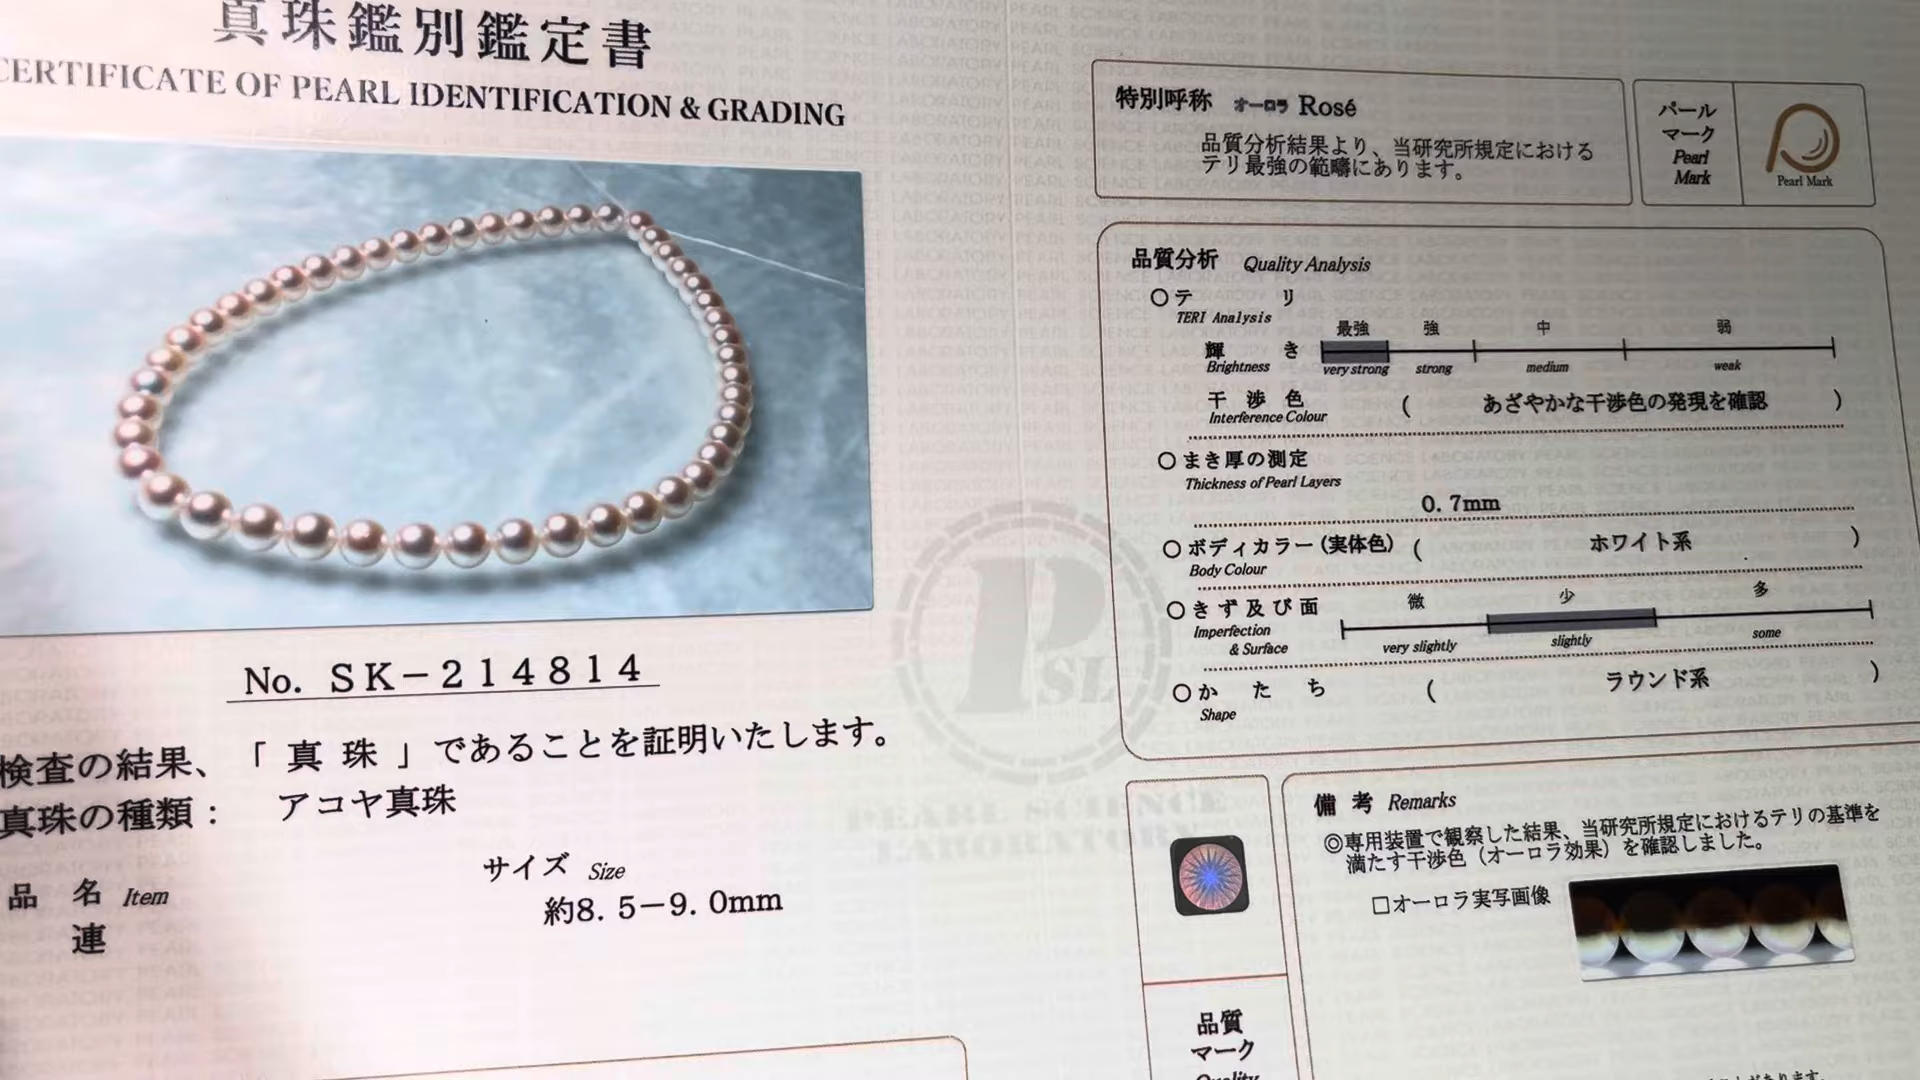 真珠鑑別鑑定書
CERTIFICATE OF PEARL IDENTIFICATION & GRADING
No. SK-214814
検査の結果、「真珠」であることを証明いたします。
真珠の種類： アコヤ真珠
品名 Item
連
サイズ Size
約8.5-9.0mm
特別呼称 オーロラ Rosé
品質分析結果より、当研究所規定における
テリ最強の範疇にあります。
パール
マーク
Pearl
Mark
Pearl Mark
品質分析 Quality Analysis
○テリ
TERI Analysis
最強 強 中 弱
輝き
Brightness
very strong strong medium weak
干渉色 ( あざやかな干渉色の発現を確認 )
Interference Colour
○まき厚の測定
Thickness of Pearl Layers
0.7mm
○ボディカラー(実体色) ( ホワイト系 )
Body Colour
微 少 多
○きず及び面
Imperfection
& Surface
very slightly slightly some
○かたち ( ラウンド系 )
Shape
PSL
PEARL SCIENCE
LABORATORY
備考 Remarks
◎専用装置で観察した結果、当研究所規定におけるテリの基準を
満たす干渉色（オーロラ効果）を確認しました。
□オーロラ実写画像
品質
マーク
Quality